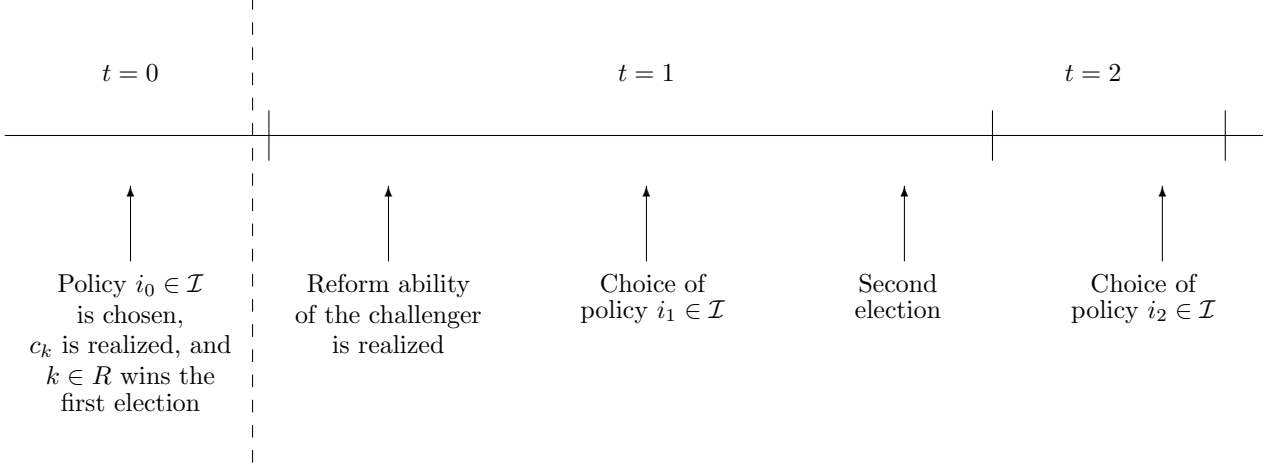 t = 0
t = 1
t = 2
Policy i₀ ∈ ℐ
is chosen,
cₖ is realized, and
k ∈ R wins the
first election
Reform ability
of the challenger
is realized
Choice of
policy i₁ ∈ ℐ
Second
election
Choice of
policy i₂ ∈ ℐ